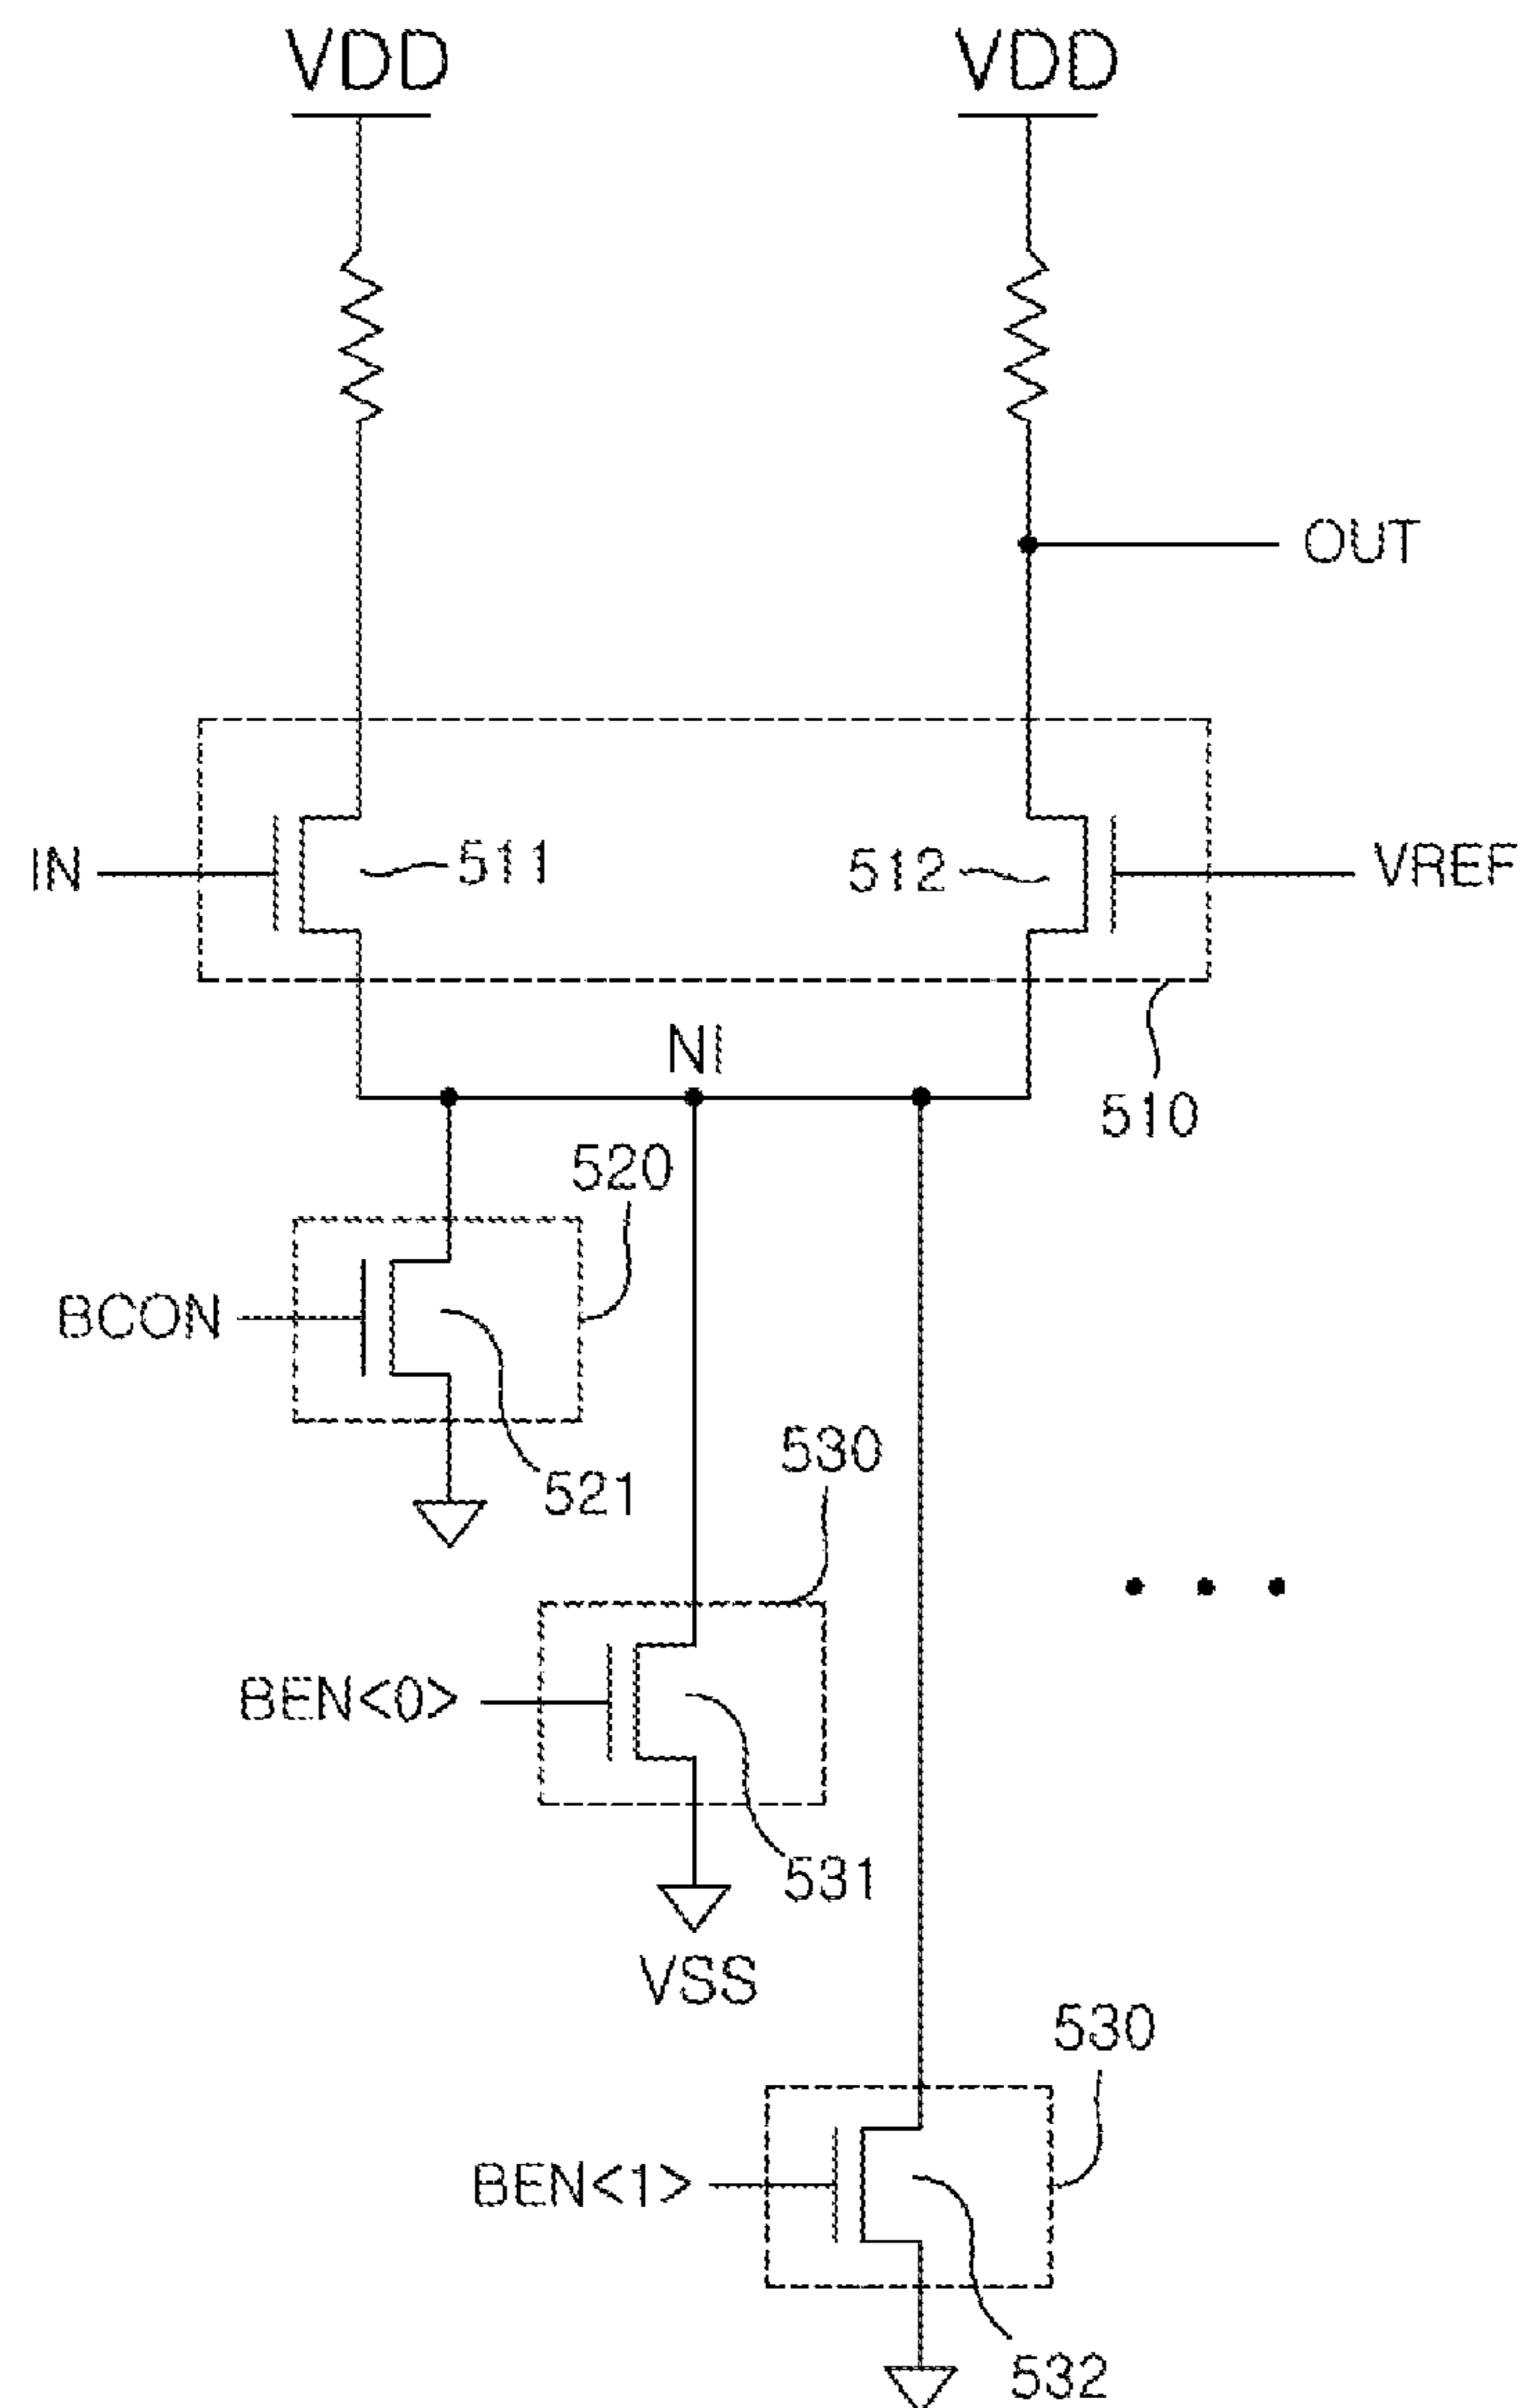 VDD
VDD
OUT
IN
511
512
VREF
NI
510
520
BCON
530
521
BEN<0>
531
VSS
530
BEN<1>
532